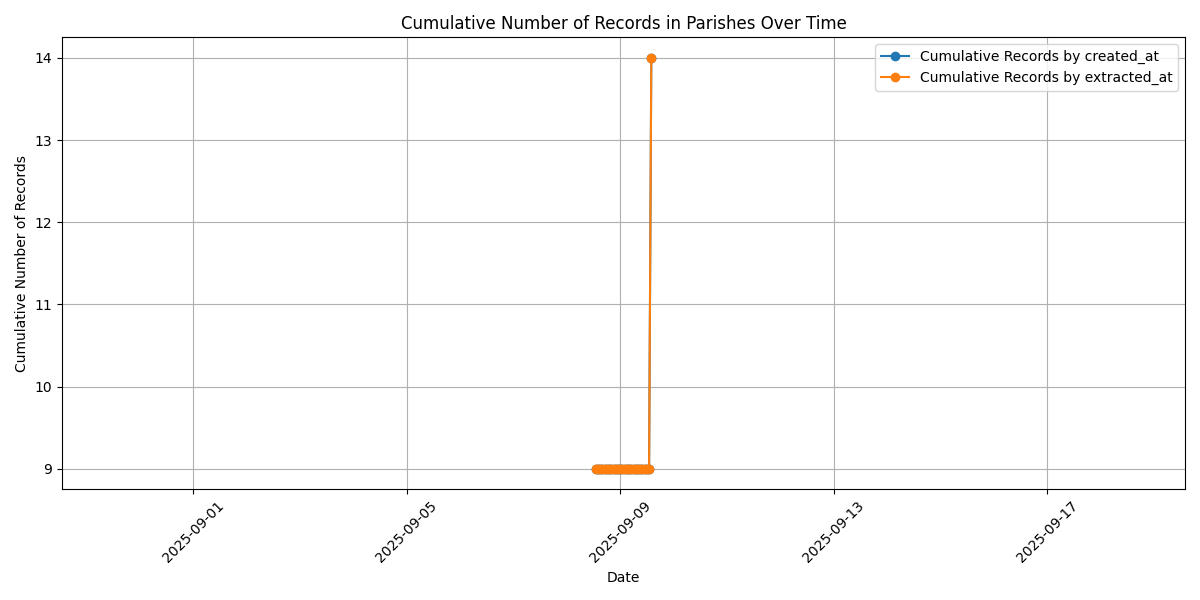 Cumulative Number of Records in Parishes Over Time
Cumulative Records by created_at
Cumulative Records by extracted_at
Cumulative Number of Records
14
13
12
11
10
9
2025-09-01
2025-09-05
2025-09-09
2025-09-13
2025-09-17
Date